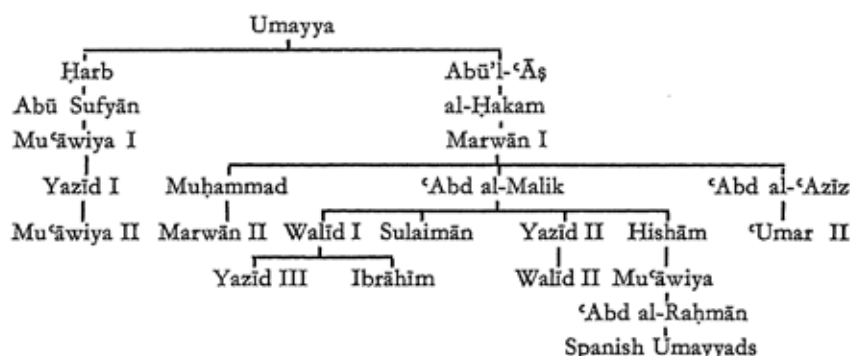 Umayya
Ḥarb Abū'l-ʿĀṣ
Abū Sufyān al-Ḥakam
Muʿāwiya I Marwān I
Yazīd I Muḥammad ʿAbd al-Malik ʿAbd al-ʿAzīz
Muʿāwiya II Marwān II Walīd I Sulaimān Yazīd II Hishām ʿUmar II
Yazīd III Ibrāhīm Walīd II Muʿāwiya
ʿAbd al-Raḥmān
Spanish Umayyads